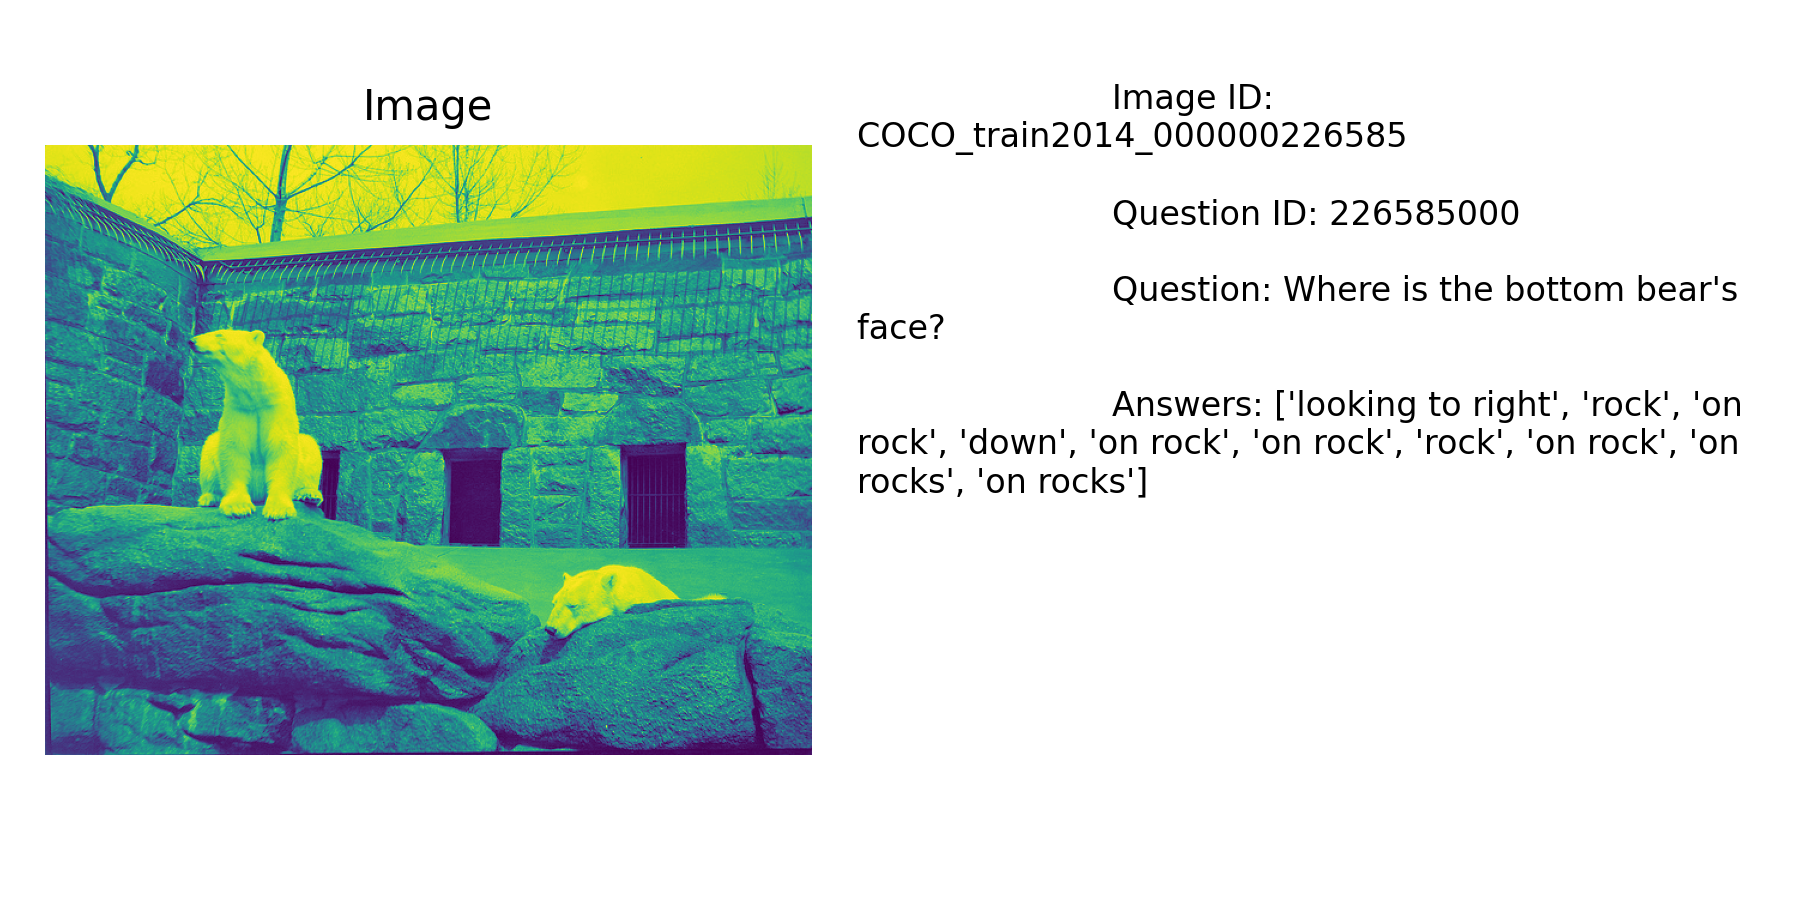 Image
Image ID:
COCO_train2014_000000226585
Question ID: 226585000
Question: Where is the bottom bear's
face?
Answers: ['looking to right', 'rock', 'on
rock', 'down', 'on rock', 'on rock', 'rock', 'on rock', 'on
rocks', 'on rocks']